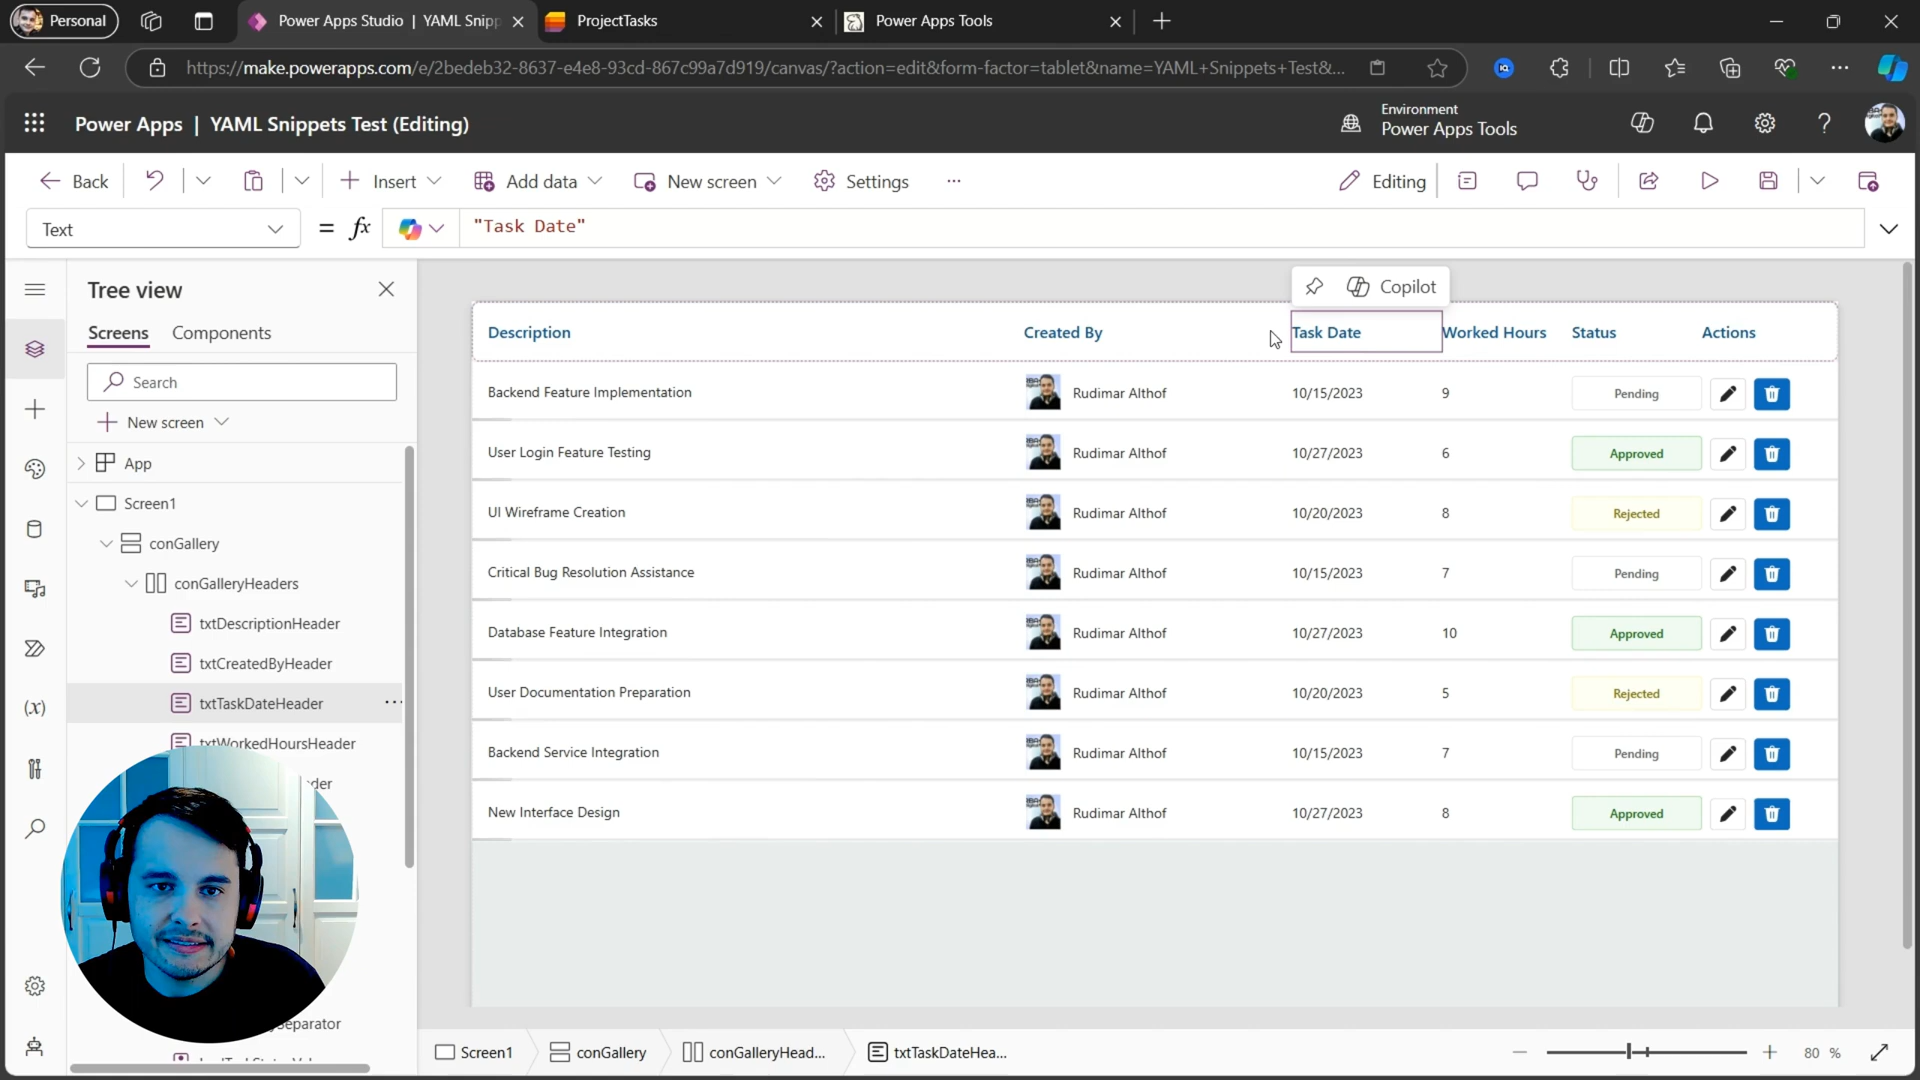 Personal
Power Apps Studio | YAML Snipp
ProjectTasks
Power Apps Tools
https://make.powerapps.com/e/2bedeb32-8637-e4e8-93cd-867c99a7d919/canvas/?action=edit&form-factor=tablet&name=YAML+Snippets+Test&...
Power Apps | YAML Snippets Test (Editing)
Environment
Power Apps Tools
Back
Insert
Add data
New screen
Settings
Editing
Text
= fx
"Task Date"
Tree view
Screens
Components
Search
New screen
App
Screen1
conGallery
conGalleryHeaders
txtDescriptionHeader
txtCreatedByHeader
txtTaskDateHeader
txtWorkedHoursHeader
Copilot
Description Created By Task Date Worked Hours Status Actions
Backend Feature Implementation Rudimar Althof 10/15/2023 9 Pending
User Login Feature Testing Rudimar Althof 10/27/2023 6 Approved
UI Wireframe Creation Rudimar Althof 10/20/2023 8 Rejected
Critical Bug Resolution Assistance Rudimar Althof 10/15/2023 7 Pending
Database Feature Integration Rudimar Althof 10/27/2023 10 Approved
User Documentation Preparation Rudimar Althof 10/20/2023 5 Rejected
Backend Service Integration Rudimar Althof 10/15/2023 7 Pending
New Interface Design Rudimar Althof 10/27/2023 8 Approved
Screen1
conGallery
conGalleryHead...
txtTaskDateHea...
80 %